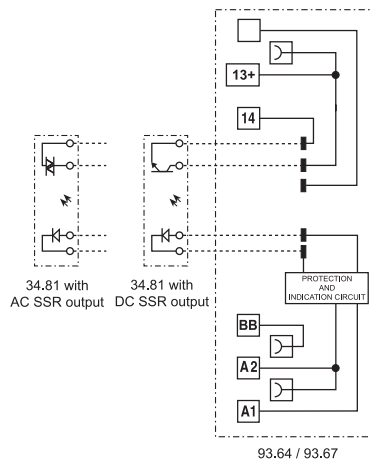 13+
14
34.81 with
AC SSR output
34.81 with
DC SSR output
PROTECTION
AND
INDICATION CIRCUIT
BB
A2
A1
93.64 / 93.67